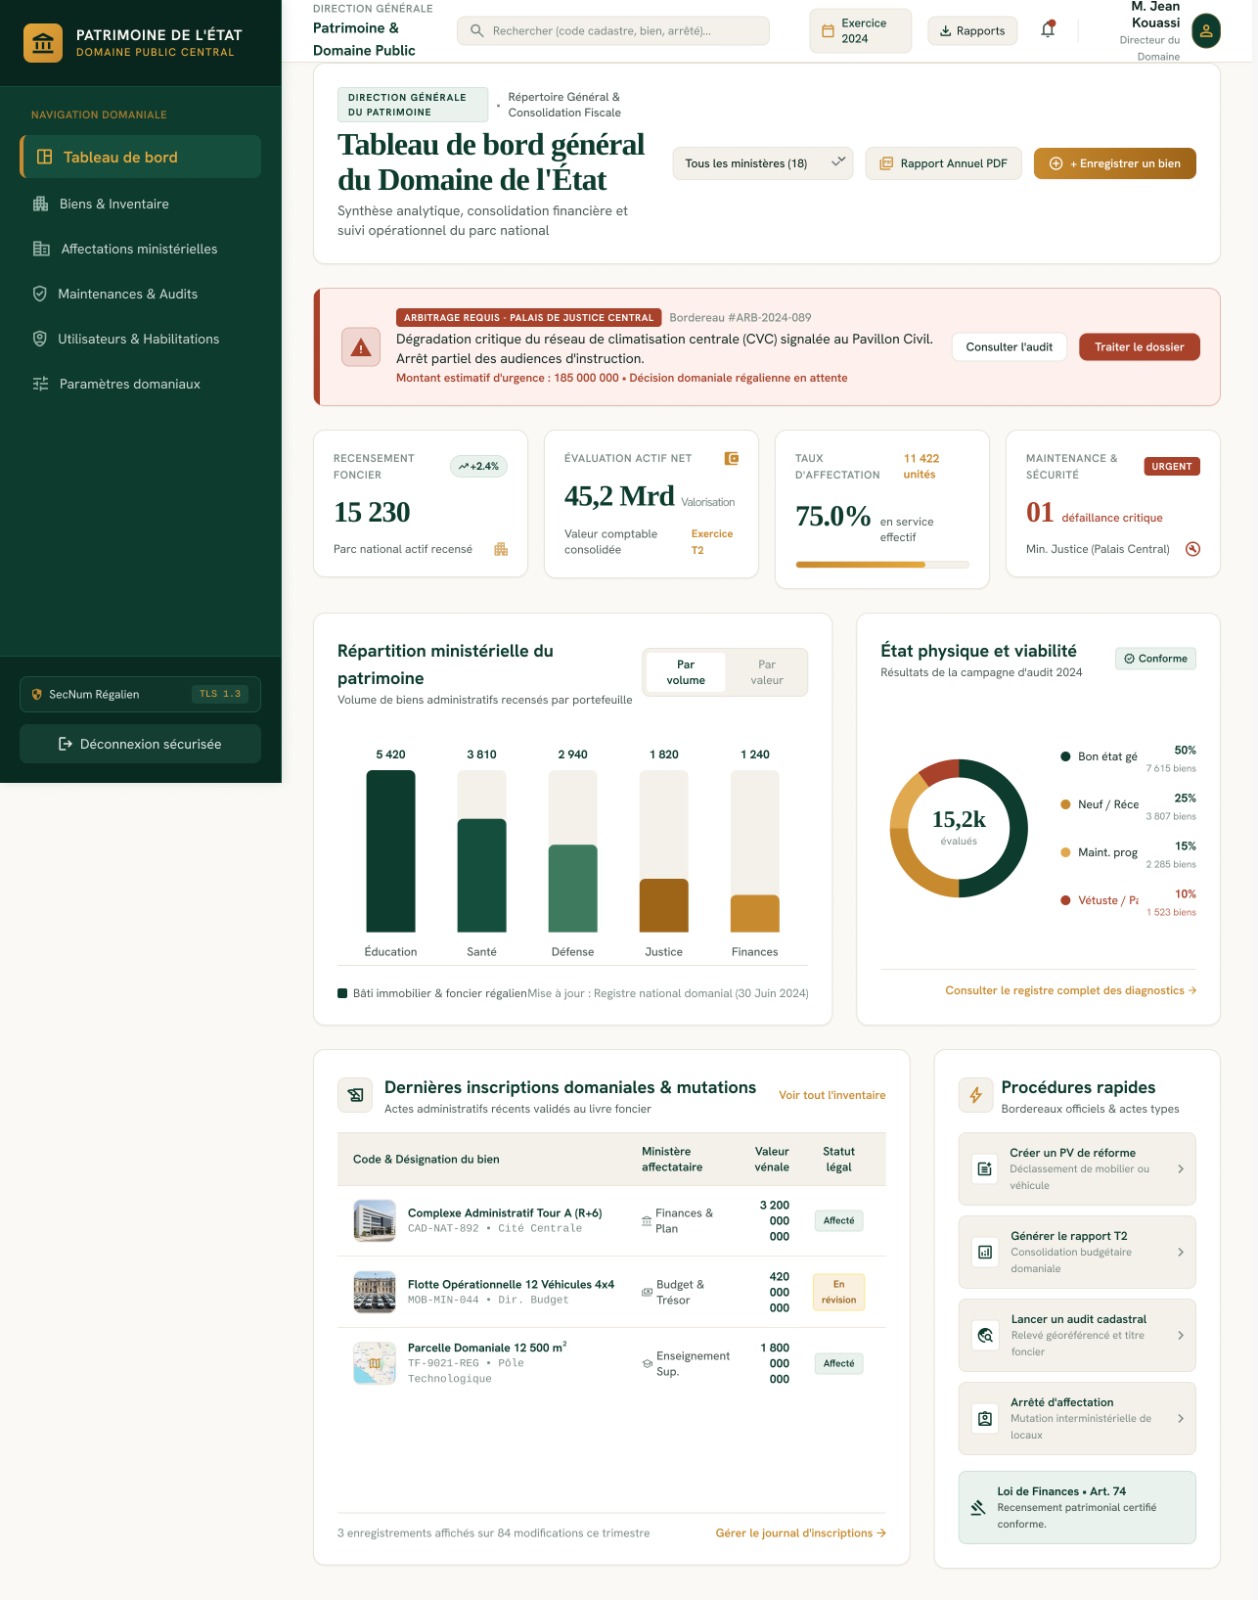 PATRIMOINE DE L'ÉTAT
DOMAINE PUBLIC CENTRAL
NAVIGATION DOMANIALE
Tableau de bord
Biens & Inventaire
Affectations ministérielles
Maintenances & Audits
Utilisateurs & Habilitations
Paramètres domaniaux
SecNum Régalien
TLS 1.3
Déconnexion sécurisée
DIRECTION GÉNÉRALE
Patrimoine &
Domaine Public
Rechercher (code cadastre, bien, arrêté)...
Exercice
2024
Rapports
M. Jean
Kouassi
Directeur du
Domaine
DIRECTION GÉNÉRALE
DU PATRIMOINE
•
Répertoire Général &
Consolidation Fiscale
Tableau de bord général
du Domaine de l'État
Synthèse analytique, consolidation financière et
suivi opérationnel du parc national
Tous les ministères (18)
Rapport Annuel PDF
+ Enregistrer un bien
ARBITRAGE REQUIS - PALAIS DE JUSTICE CENTRAL
Bordereau #ARB-2024-089
Dégradation critique du réseau de climatisation centrale (CVC) signalée au Pavillon Civil.
Arrêt partiel des audiences d'instruction.
Montant estimatif d'urgence : 185 000 000 • Décision domaniale régalienne en attente
Consulter l'audit
Traiter le dossier
RECENSEMENT
FONCIER
+2.4%
15 230
Parc national actif recensé
ÉVALUATION ACTIF NET
45,2 Mrd Valorisation
Valeur comptable
consolidée
Exercice
T2
TAUX
D'AFFECTATION
11 422
unités
75.0%
en service
effectif
MAINTENANCE &
SÉCURITÉ
URGENT
01 défaillance critique
Min. Justice (Palais Central)
Répartition ministérielle du
patrimoine
Volume de biens administratifs recensés par portefeuille
Par
volume
Par
valeur
5 420
3 810
2 940
1 820
1 240
Éducation
Santé
Défense
Justice
Finances
Bâti immobilier & foncier régalien
Mise à jour : Registre national domanial (30 Juin 2024)
État physique et viabilité
Résultats de la campagne d'audit 2024
Conforme
15,2k
évalués
Bon état gé
50%
7 615 biens
Neuf / Réce
25%
3 807 biens
Maint. prog
15%
2 285 biens
Vétuste / Pa
10%
1 523 biens
Consulter le registre complet des diagnostics →
Dernières inscriptions domaniales & mutations
Actes administratifs récents validés au livre foncier
Voir tout l'inventaire
Code & Désignation du bien
Ministère
affectataire
Valeur
vénale
Statut
légal
Complexe Administratif Tour A (R+6)
CAD-NAT-892 • Cité Centrale
Finances &
Plan
3 200
000
000
Affecté
Flotte Opérationnelle 12 Véhicules 4x4
MOB-MIN-044 • Dir. Budget
Budget &
Trésor
420
000
000
En
révision
Parcelle Domaniale 12 500 m²
TF-9021-REG • Pôle
Technologique
Enseignement
Sup.
1 800
000
000
Affecté
3 enregistrements affichés sur 84 modifications ce trimestre
Gérer le journal d'inscriptions →
Procédures rapides
Bordereaux officiels & actes types
Créer un PV de réforme
Déclassement de mobilier ou
véhicule
Générer le rapport T2
Consolidation budgétaire
domaniale
Lancer un audit cadastral
Relevé géoréférencé et titre
foncier
Arrêté d'affectation
Mutation interministérielle de
locaux
Loi de Finances • Art. 74
Recensement patrimonial certifié
conforme.